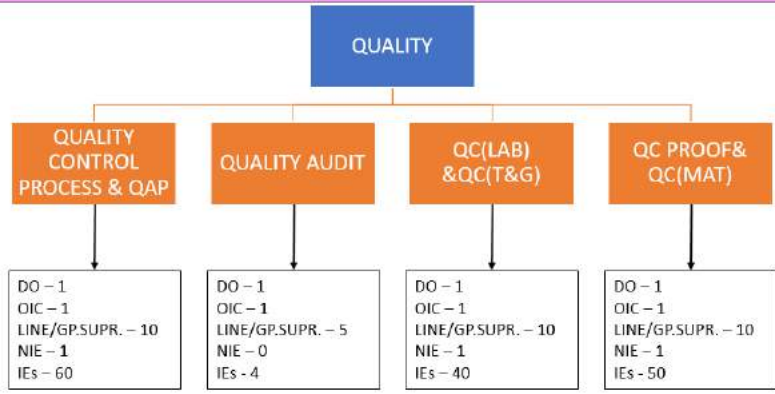 QUALITY
QUALITY
CONTROL
PROCESS & QAP
QUALITY AUDIT
QC(LAB)
&QC(T&G)
QC PROOF&
QC(MAT)
DO – 1
OIC – 1
LINE/GP.SUPR. – 10
NIE – 1
IEs – 60
DO – 1
OIC – 1
LINE/GP.SUPR. – 5
NIE – 0
IEs - 4
DO – 1
OIC – 1
LINE/GP.SUPR. – 10
NIE – 1
IEs – 40
DO – 1
OIC – 1
LINE/GP.SUPR. – 10
NIE – 1
IEs - 50